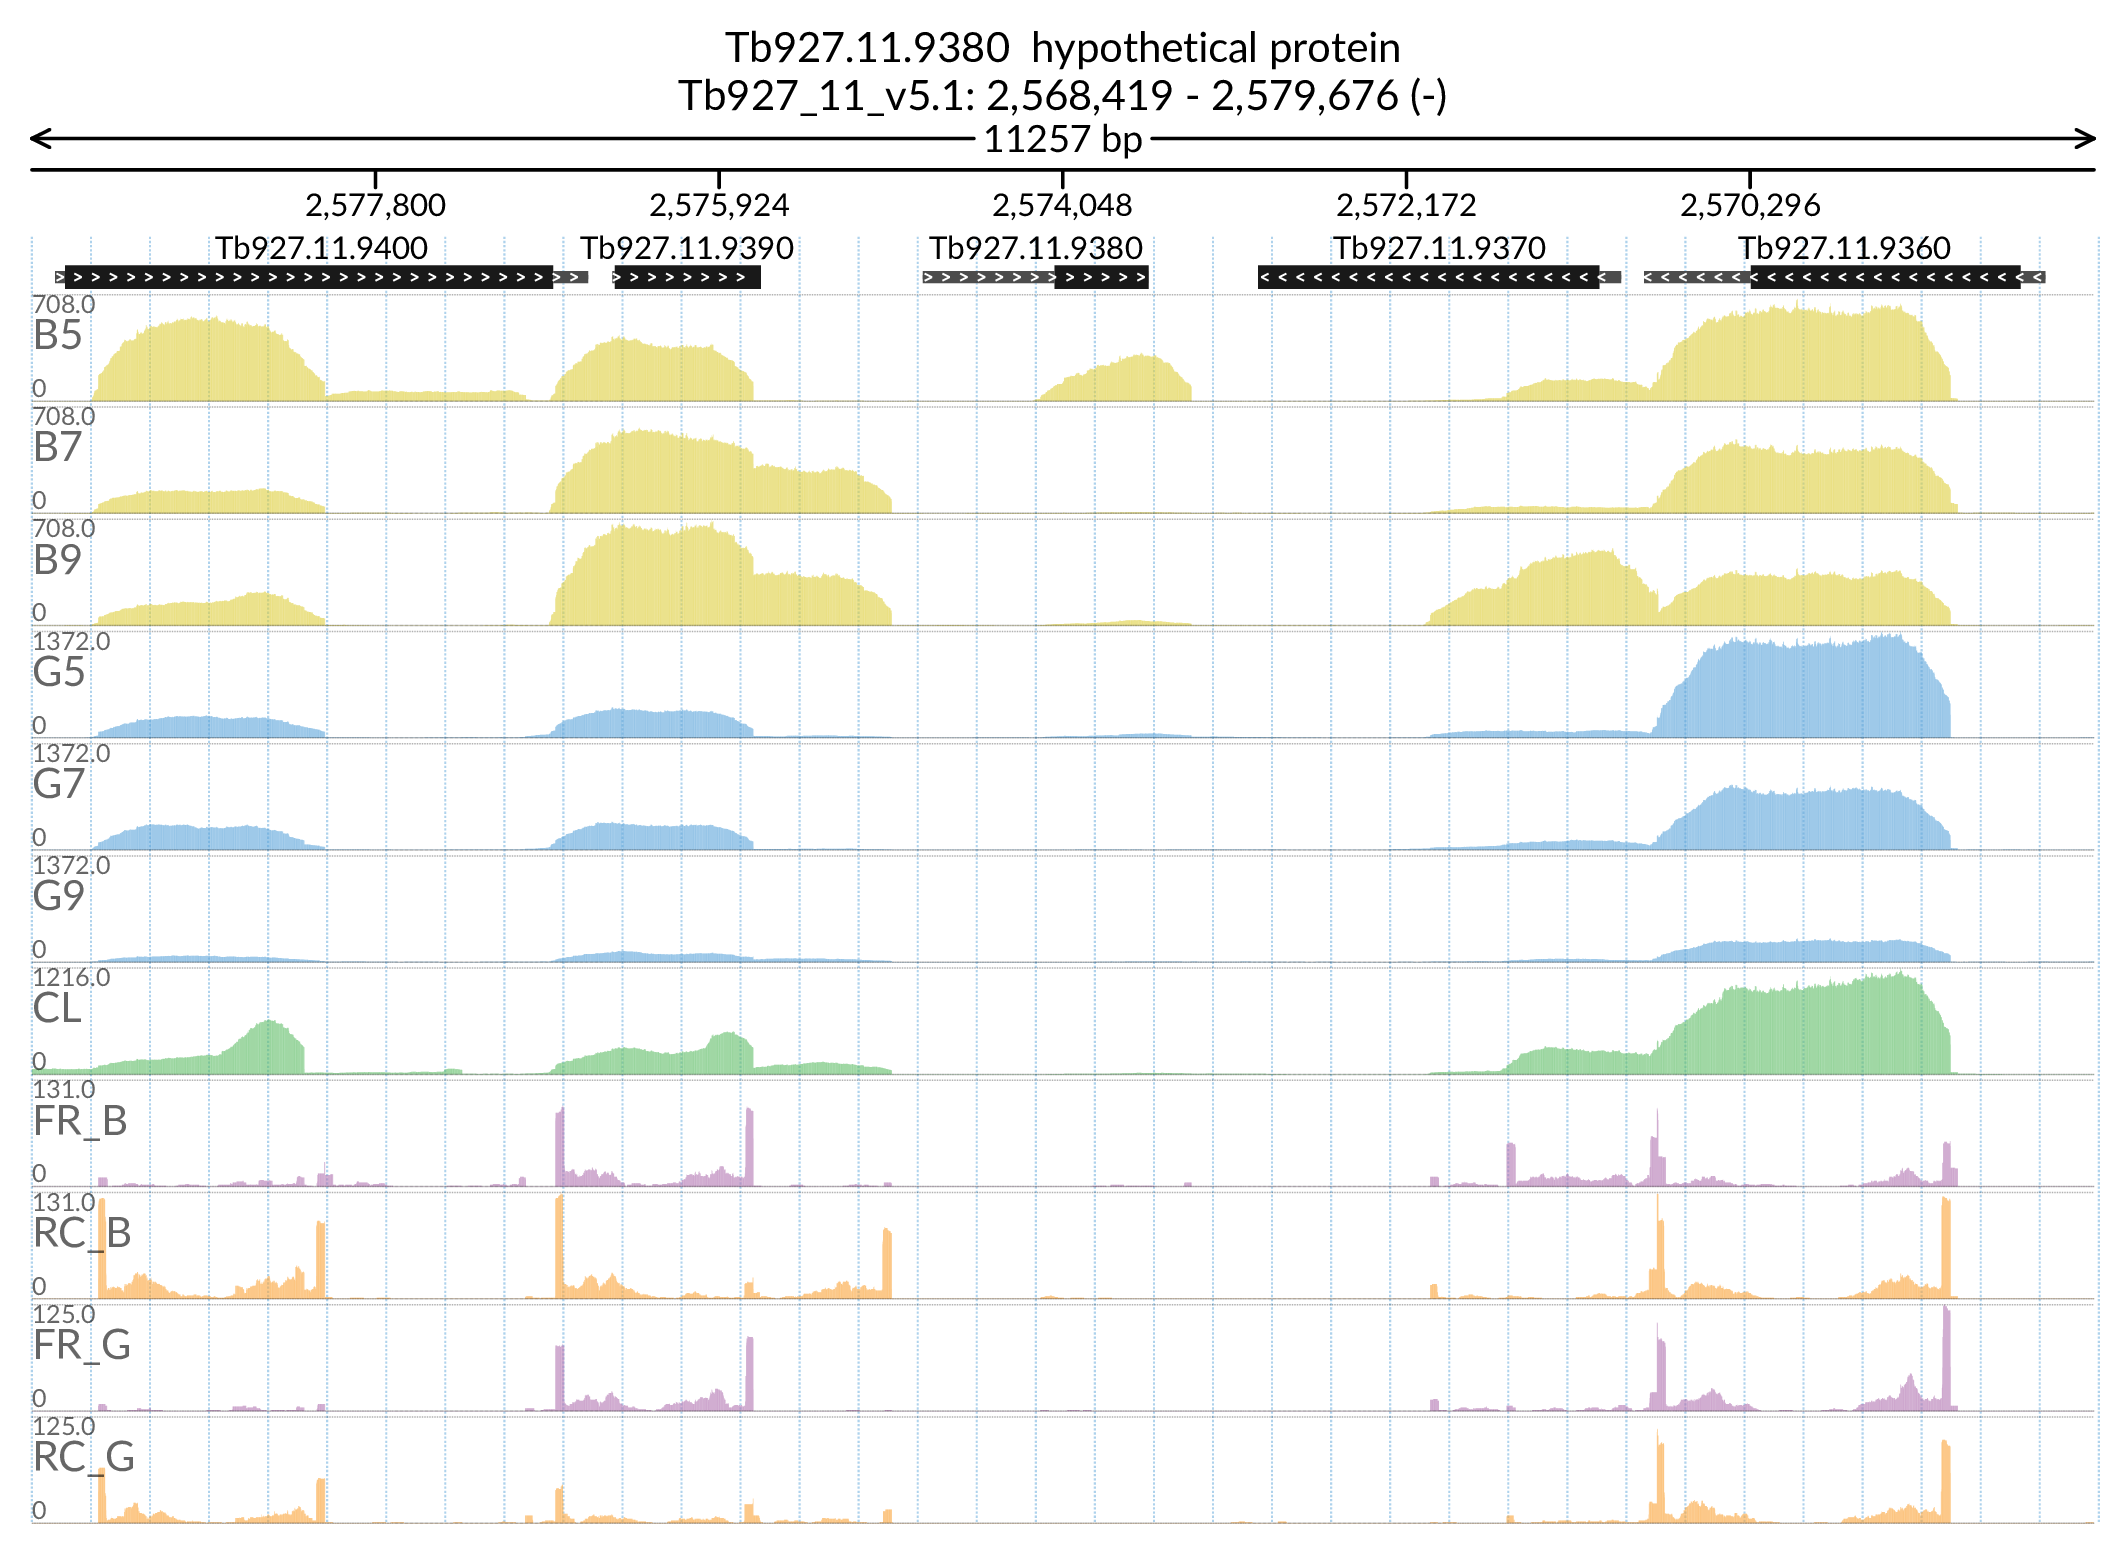 Tb927.11.9380  hypothetical protein
Tb927_11_v5.1: 2,568,419 - 2,579,676 (-)
11257 bp
2,577,800 2,575,924 2,574,048 2,572,172 2,570,296
Tb927.11.9400 Tb927.11.9390 Tb927.11.9380 Tb927.11.9370 Tb927.11.9360
708.0
B5
0
708.0
B7
0
708.0
B9
0
1372.0
G5
0
1372.0
G7
0
1372.0
G9
0
1216.0
CL
0
131.0
FR_B
0
131.0
RC_B
0
125.0
FR_G
0
125.0
RC_G
0